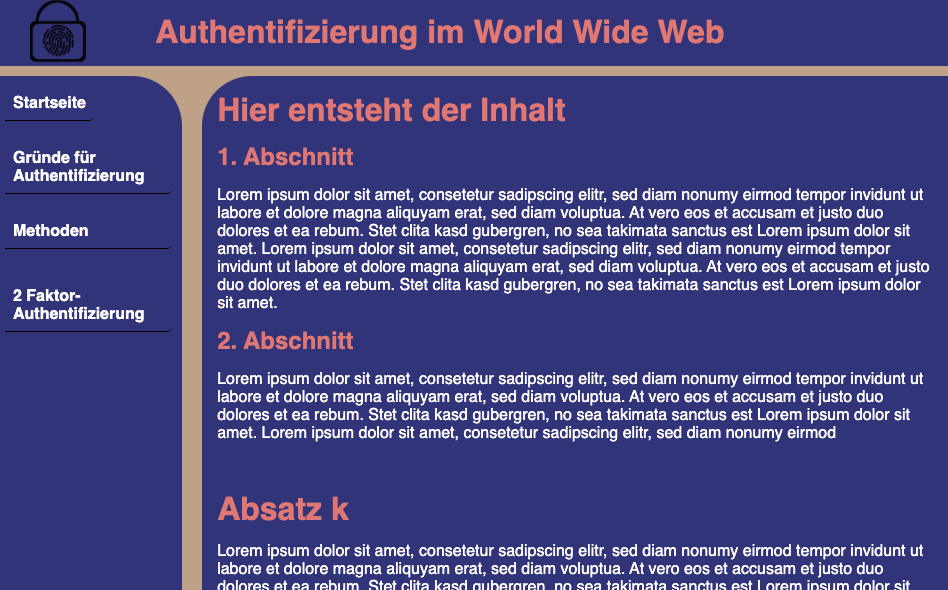 Authentifizierung im World Wide Web
Startseite
Gründe für
Authentifizierung
Methoden
2 Faktor-
Authentifizierung
Hier entsteht der Inhalt
1. Abschnitt
Lorem ipsum dolor sit amet, consetetur sadipscing elitr, sed diam nonumy eirmod tempor invidunt ut
labore et dolore magna aliquyam erat, sed diam voluptua. At vero eos et accusam et justo duo
dolores et ea rebum. Stet clita kasd gubergren, no sea takimata sanctus est Lorem ipsum dolor sit
amet. Lorem ipsum dolor sit amet, consetetur sadipscing elitr, sed diam nonumy eirmod tempor
invidunt ut labore et dolore magna aliquyam erat, sed diam voluptua. At vero eos et accusam et justo
duo dolores et ea rebum. Stet clita kasd gubergren, no sea takimata sanctus est Lorem ipsum dolor
sit amet.
2. Abschnitt
Lorem ipsum dolor sit amet, consetetur sadipscing elitr, sed diam nonumy eirmod tempor invidunt ut
labore et dolore magna aliquyam erat, sed diam voluptua. At vero eos et accusam et justo duo
dolores et ea rebum. Stet clita kasd gubergren, no sea takimata sanctus est Lorem ipsum dolor sit
amet. Lorem ipsum dolor sit amet, consetetur sadipscing elitr, sed diam nonumy eirmod
Absatz k
Lorem ipsum dolor sit amet, consetetur sadipscing elitr, sed diam nonumy eirmod tempor invidunt ut
labore et dolore magna aliquyam erat, sed diam voluptua. At vero eos et accusam et justo duo
dolores et ea rebum. Stet clita kasd gubergren, no sea takimata sanctus est Lorem ipsum dolor sit